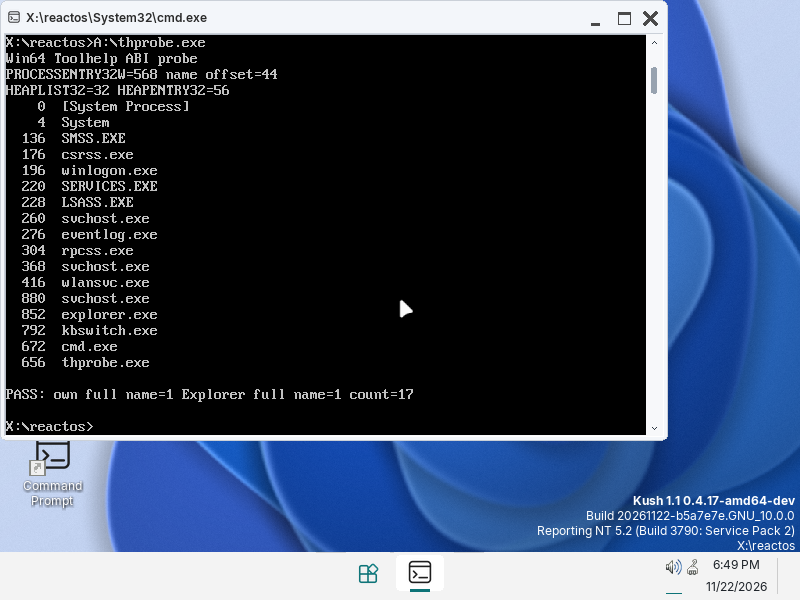 X:\reactos\System32\cmd.exe
X:\reactos>A:\thprobe.exe
Win64 Toolhelp ABI probe
PROCESSENTRY32W=568 name offset=44
HEAPLIST32=32 HEAPENTRY32=56
0 [System Process]
4 System
136 SMSS.EXE
176 csrss.exe
196 winlogon.exe
220 SERVICES.EXE
228 LSASS.EXE
260 svchost.exe
276 eventlog.exe
304 rpcss.exe
368 svchost.exe
416 wlansvc.exe
880 svchost.exe
852 explorer.exe
792 kbswitch.exe
672 cmd.exe
656 thprobe.exe
PASS: own full name=1 Explorer full name=1 count=17
X:\reactos>
Command
Prompt
Kush 1.1 0.4.17-amd64-dev
Build 20261122-b5a7e7e.GNU_10.0.0
Reporting NT 5.2 (Build 3790: Service Pack 2)
X:\reactos
6:49 PM
11/22/2026